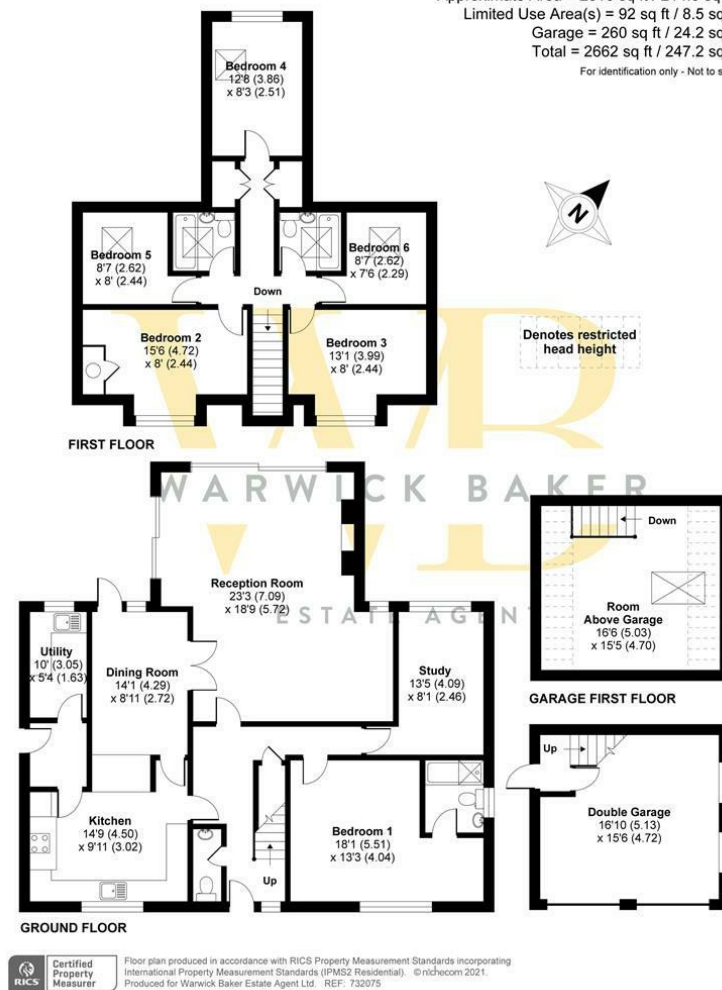 Limited Use Area(s) = 92 sq ft / 8.5 sq
Garage = 260 sq ft / 24.2 sq
Total = 2662 sq ft / 247.2 sq
For identification only - Not to s
Bedroom 4
12'8 (3.86)
x 8'3 (2.51)
N
Bedroom 5
8'7 (2.62)
x 8' (2.44)
Bedroom 6
8'7 (2.62)
x 7'6 (2.29)
Down
Bedroom 2
15'6 (4.72)
x 8' (2.44)
Bedroom 3
13'1 (3.99)
x 8' (2.44)
Denotes restricted
head height
FIRST FLOOR
WB
WARWICK BAKER
ESTATE AGENT
Reception Room
23'3 (7.09)
x 18'9 (5.72)
Down
Room
Above Garage
16'6 (5.03)
x 15'5 (4.70)
GARAGE FIRST FLOOR
Utility
10' (3.05)
x 5'4 (1.63)
Dining Room
14'1 (4.29)
x 8'11 (2.72)
Study
13'5 (4.09)
x 8'1 (2.46)
Up
Double Garage
16'10 (5.13)
x 15'6 (4.72)
Kitchen
14'9 (4.50)
x 9'11 (3.02)
Bedroom 1
18'1 (5.51)
x 13'3 (4.04)
Up
GROUND FLOOR
RICS
Certified
Property
Measurer
Floor plan produced in accordance with RICS Property Measurement Standards incorporating
International Property Measurement Standards (IPMS2 Residential). © nichecom 2021.
Produced for Warwick Baker Estate Agent Ltd. REF: 732075